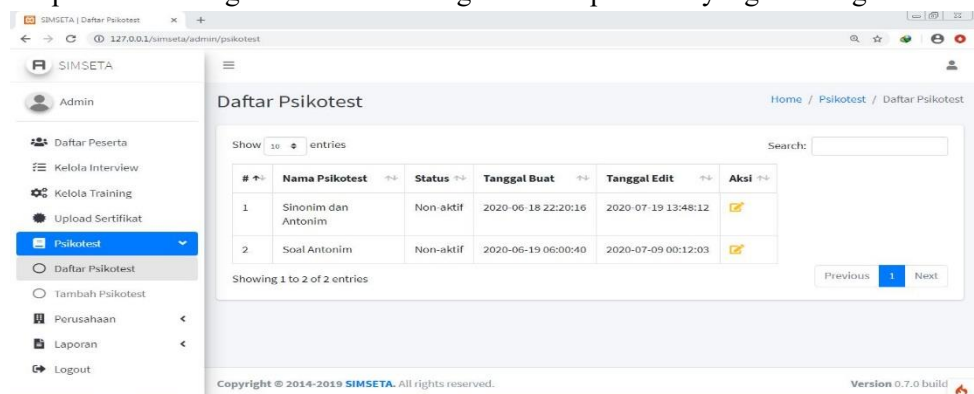 SIMSETA | Daftar Psikotest
127.0.0.1/simseta/admin/psikotest
SIMSETA
Admin
Daftar Peserta
Kelola Interview
Kelola Training
Upload Sertifikat
Psikotest
Daftar Psikotest
Tambah Psikotest
Perusahaan
Laporan
Logout
Daftar Psikotest
Home / Psikotest / Daftar Psikotest
Show 10 entries
Search:
# Nama Psikotest Status Tanggal Buat Tanggal Edit Aksi
1 Sinonim dan Antonim Non-aktif 2020-06-18 22:20:16 2020-07-19 13:48:12
2 Soal Antonim Non-aktif 2020-06-19 06:00:40 2020-07-09 00:12:03
Showing 1 to 2 of 2 entries
Previous 1 Next
Copyright © 2014-2019 SIMSETA. All rights reserved.
Version 0.7.0 build